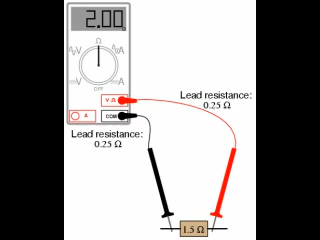 2.00
Ω
V
A
V
A
OFF
V Ω
A
COM
Lead resistance:
0.25 Ω
Lead resistance:
0.25 Ω
1.5 Ω